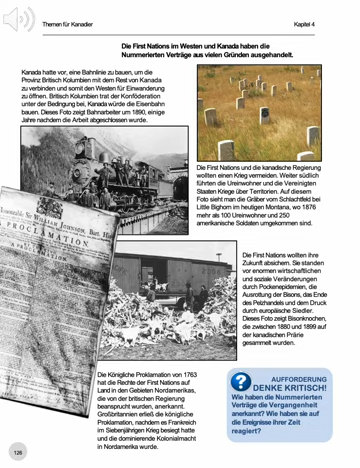 Themen für Kanadier
Kapitel 4
Die First Nations im Westen und Kanada haben die
Nummerierten Verträge aus vielen Gründen ausgehandelt.
Kanada hatte vor, eine Bahnlinie zu bauen, um die
Provinz Britisch Kolumbien mit dem Rest von Kanada
zu verbinden und somit den Westen für Einwanderung
zu öffnen. Britisch Kolumbien trat der Konföderation
unter der Bedingung bei, Kanada würde die Eisenbahn
bauen. Dieses Foto zeigt Bahnarbeiter um 1890, einige
Jahre nachdem die Arbeit abgeschlossen wurde.
Die First Nations und die kanadische Regierung
wollten einen Krieg vermeiden. Weiter südlich
führten die Ureinwohner und die Vereinigten
Staaten Kriege über Territorien. Auf diesem
Foto sieht man die Gräber vom Schlachtfeld bei
Little Bighorn im heutigen Montana, wo 1876
mehr als 100 Ureinwohner und 250
amerikanische Soldaten umgekommen sind.
SIR WILLIAM JOHNSON, Bart.
PROCLAMATION
Die First Nations wollten ihre
Zukunft absichern. Sie standen
vor enormen wirtschaftlichen
und soziale Veränderungen
durch Pockenepidemien, die
Ausrottung der Bisons, das Ende
des Pelzhandels und dem Druck
durch europäische Siedler.
Dieses Foto zeigt Bisonknochen,
die zwischen 1880 und 1899 auf
der kanadischen Prärie
gesammelt wurden.
Die Königliche Proklamation von 1763
hat die Rechte der First Nations auf
Land in den Gebieten Nordamerikas,
die von der britischen Regierung
beansprucht wurden, anerkannt.
Großbritannien erließ die königliche
Proklamation, nachdem es Frankreich
im Siebenjährigen Krieg besiegt hatte
und die dominierende Kolonialmacht
in Nordamerika wurde.
?
AUFFORDERUNG
DENKE KRITISCH!
Wie haben die Nummerierten
Verträge die Vergangenheit
anerkannt? Wie haben sie auf
die Ereignisse ihrer Zeit
reagiert?
126